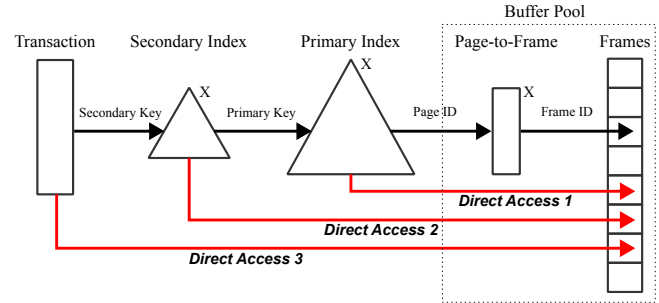 Buffer Pool
Transaction Secondary Index Primary Index Page-to-Frame Frames
X X X
Secondary Key Primary Key Page ID Frame ID
Direct Access 1
Direct Access 2
Direct Access 3